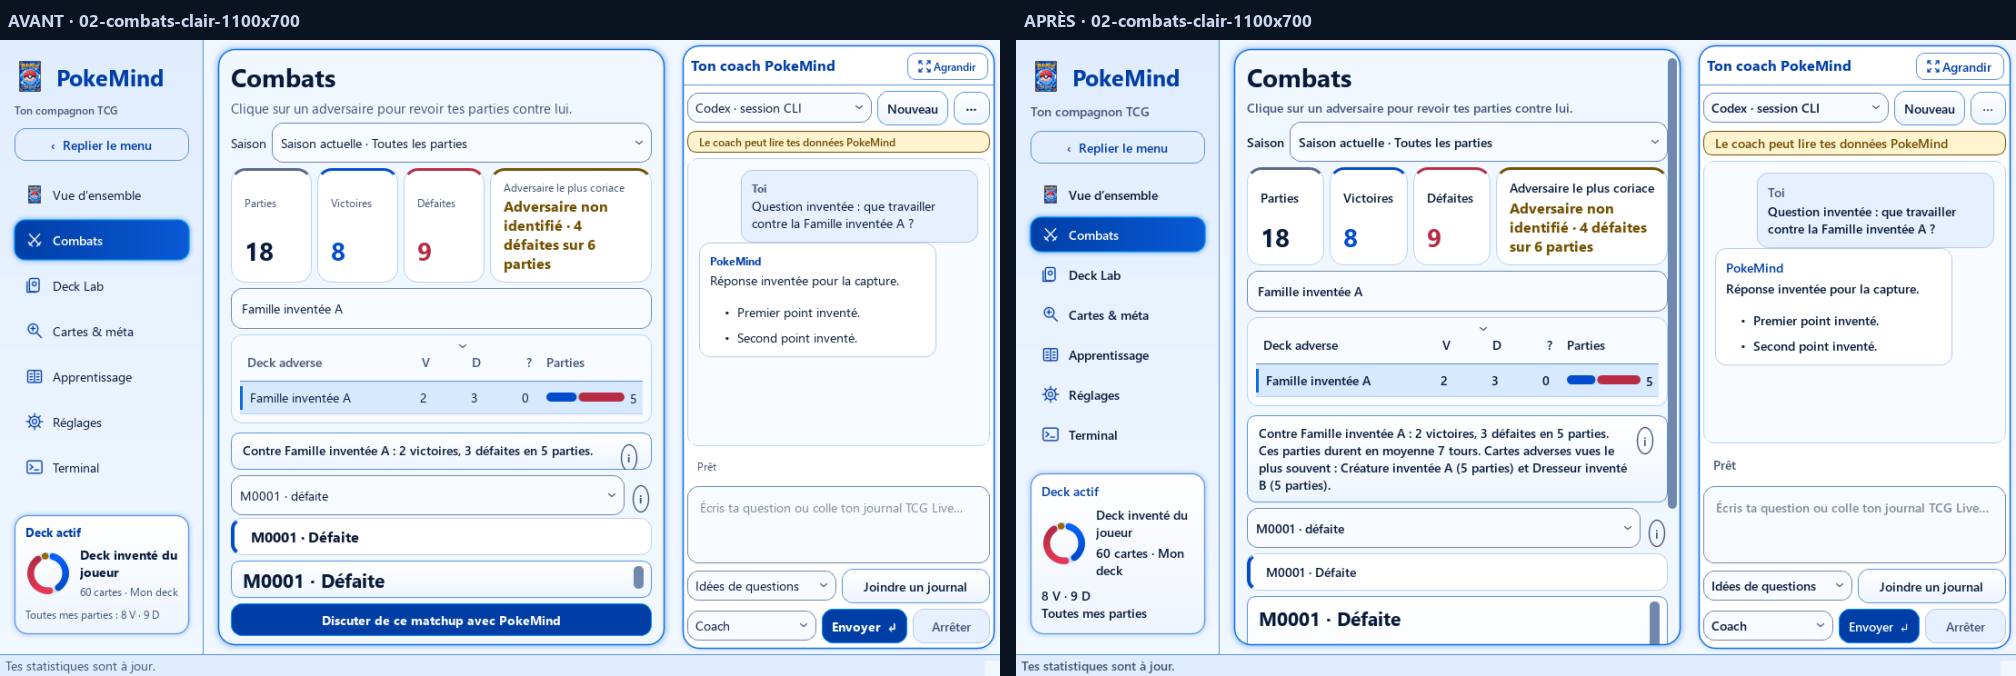 AVANT · 02-combats-clair-1100x700
PokeMind
Ton compagnon TCG
‹ Replier le menu
Vue d'ensemble
Combats
Deck Lab
Cartes & méta
Apprentissage
Réglages
Terminal
Deck actif
Deck inventé du
joueur
60 cartes · Mon deck
Toutes mes parties : 8 V · 9 D
Combats
Clique sur un adversaire pour revoir tes parties contre lui.
Saison
Saison actuelle · Toutes les parties
Parties
18
Victoires
8
Défaites
9
Adversaire le plus coriace
Adversaire non
identifié · 4
défaites sur 6
parties
Famille inventée A
Deck adverse V D ? Parties
Famille inventée A 2 3 0 5
Contre Famille inventée A : 2 victoires, 3 défaites en 5 parties.
i
M0001 · défaite
i
M0001 · Défaite
M0001 · Défaite
Discuter de ce matchup avec PokeMind
Ton coach PokeMind
Agrandir
Codex · session CLI
Nouveau
...
Le coach peut lire tes données PokeMind
Toi
Question inventée : que travailler
contre la Famille inventée A ?
PokeMind
Réponse inventée pour la capture.
• Premier point inventé.
• Second point inventé.
Prêt
Écris ta question ou colle ton journal TCG Live...
Idées de questions
Joindre un journal
Coach
Envoyer ↲
Arrêter
Tes statistiques sont à jour.
APRÈS · 02-combats-clair-1100x700
PokeMind
Ton compagnon TCG
‹ Replier le menu
Vue d'ensemble
Combats
Deck Lab
Cartes & méta
Apprentissage
Réglages
Terminal
Deck actif
Deck inventé du
joueur
60 cartes · Mon
deck
8 V · 9 D
Toutes mes parties
Combats
Clique sur un adversaire pour revoir tes parties contre lui.
Saison
Saison actuelle · Toutes les parties
Parties
18
Victoires
8
Défaites
9
Adversaire le plus coriace
Adversaire non
identifié · 4 défaites
sur 6 parties
Famille inventée A
Deck adverse V D ? Parties
Famille inventée A 2 3 0 5
Contre Famille inventée A : 2 victoires, 3 défaites en 5 parties.
Ces parties durent en moyenne 7 tours. Cartes adverses vues le
plus souvent : Créature inventée A (5 parties) et Dresseur inventé
B (5 parties).
i
M0001 · défaite
i
M0001 · Défaite
M0001 · Défaite
Ton coach PokeMind
Agrandir
Codex · session CLI
Nouveau
...
Le coach peut lire tes données PokeMind
Toi
Question inventée : que travailler
contre la Famille inventée A ?
PokeMind
Réponse inventée pour la capture.
• Premier point inventé.
• Second point inventé.
Prêt
Écris ta question ou colle ton journal TCG Live...
Idées de questions
Joindre un journal
Coach
Envoyer ↲
Arrêter
Tes statistiques sont à jour.